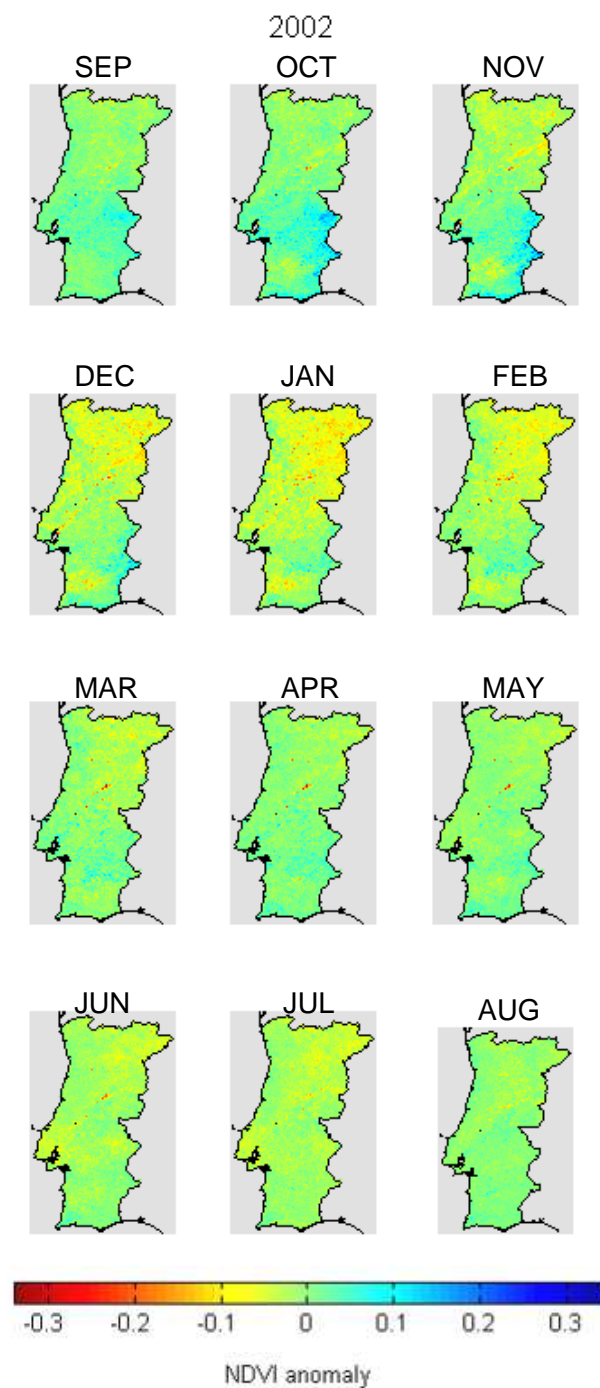 2002
SEP OCT NOV
DEC JAN FEB
MAR APR MAY
JUN JUL AUG
-0.3 -0.2 -0.1 0 0.1 0.2 0.3
NDVI anomaly